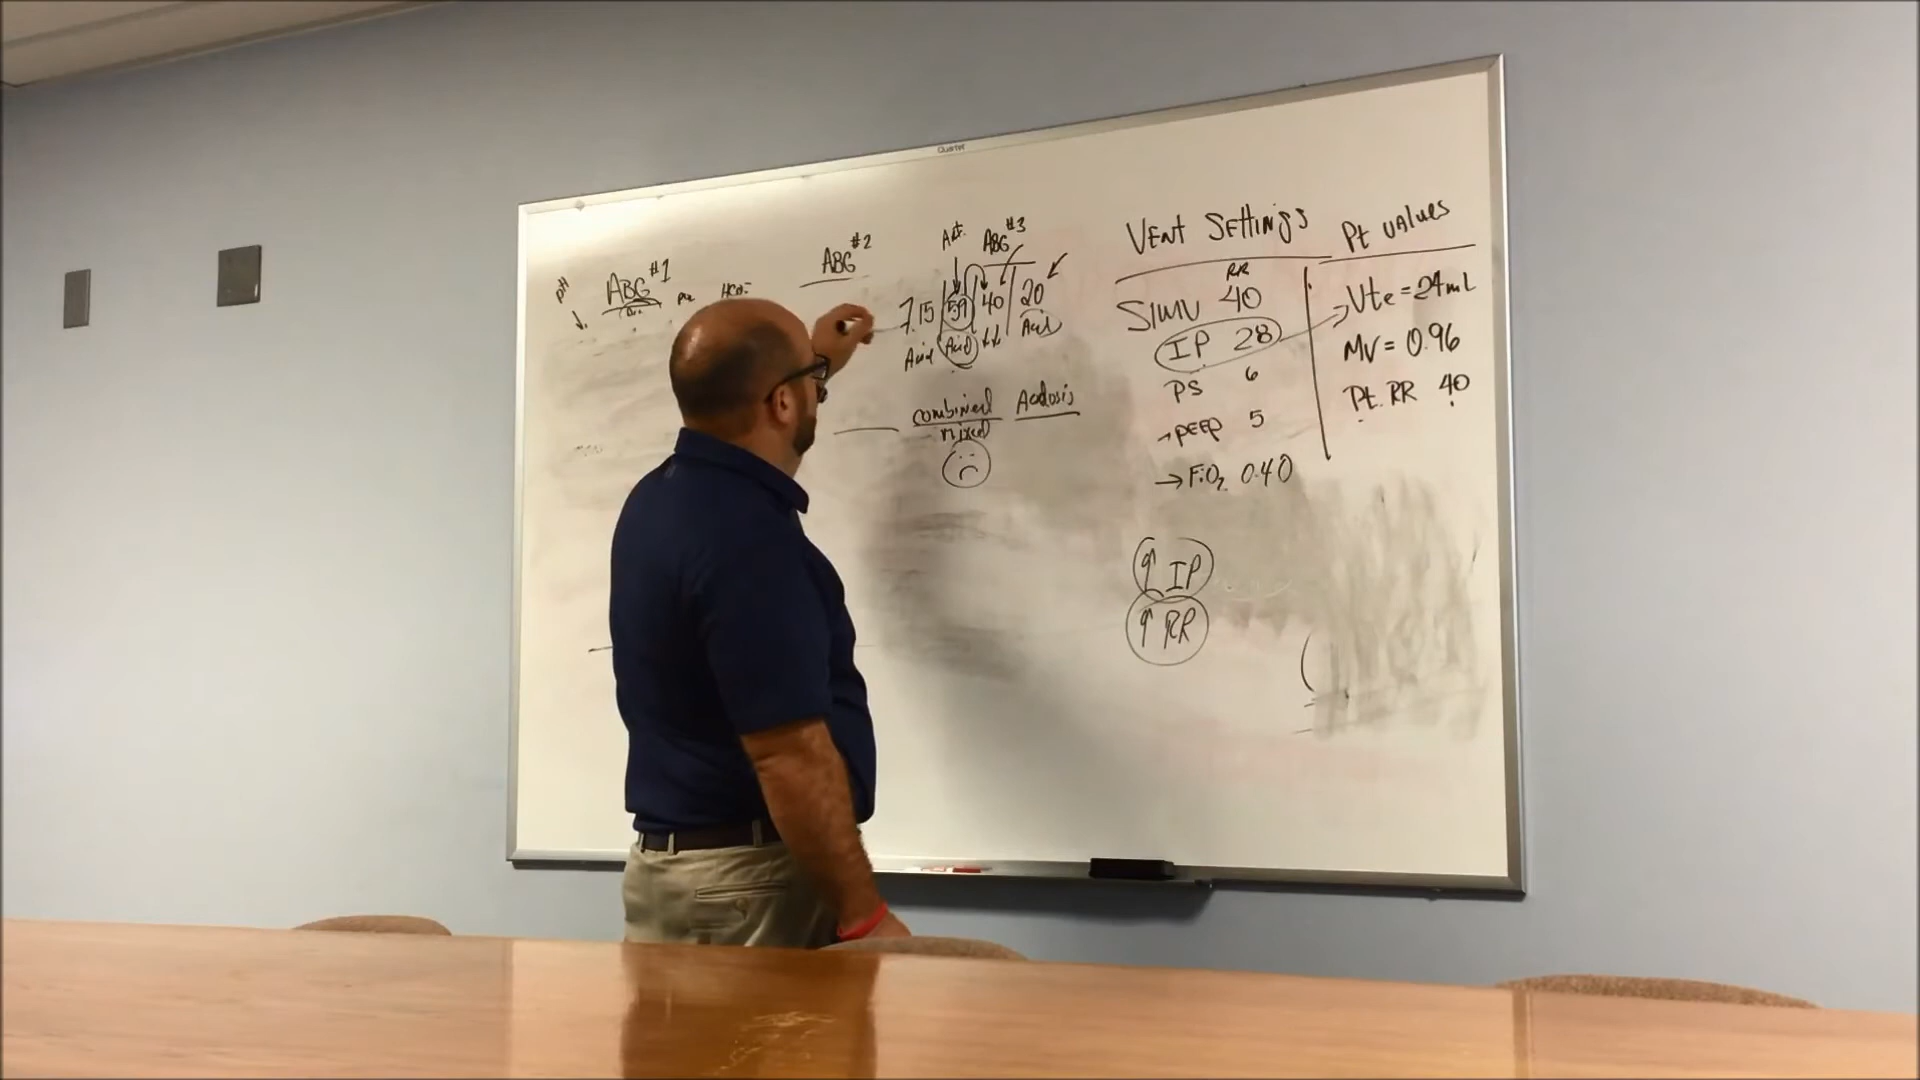 Quartet
pH
ABG #1
HCO3-
ABG #2
Art.
ABG #3
7.15 59 40 20
Acid Acid ↓↓ Acid
combined Acidosis
mixed
Vent Settings
RR
SIMV 40
IP 28
PS 6
→ PEEP 5
→ FiO2 0.40
Pt values
Vte = 24mL
MV = 0.96
Pt. RR 40
↑ IP
↑ RR